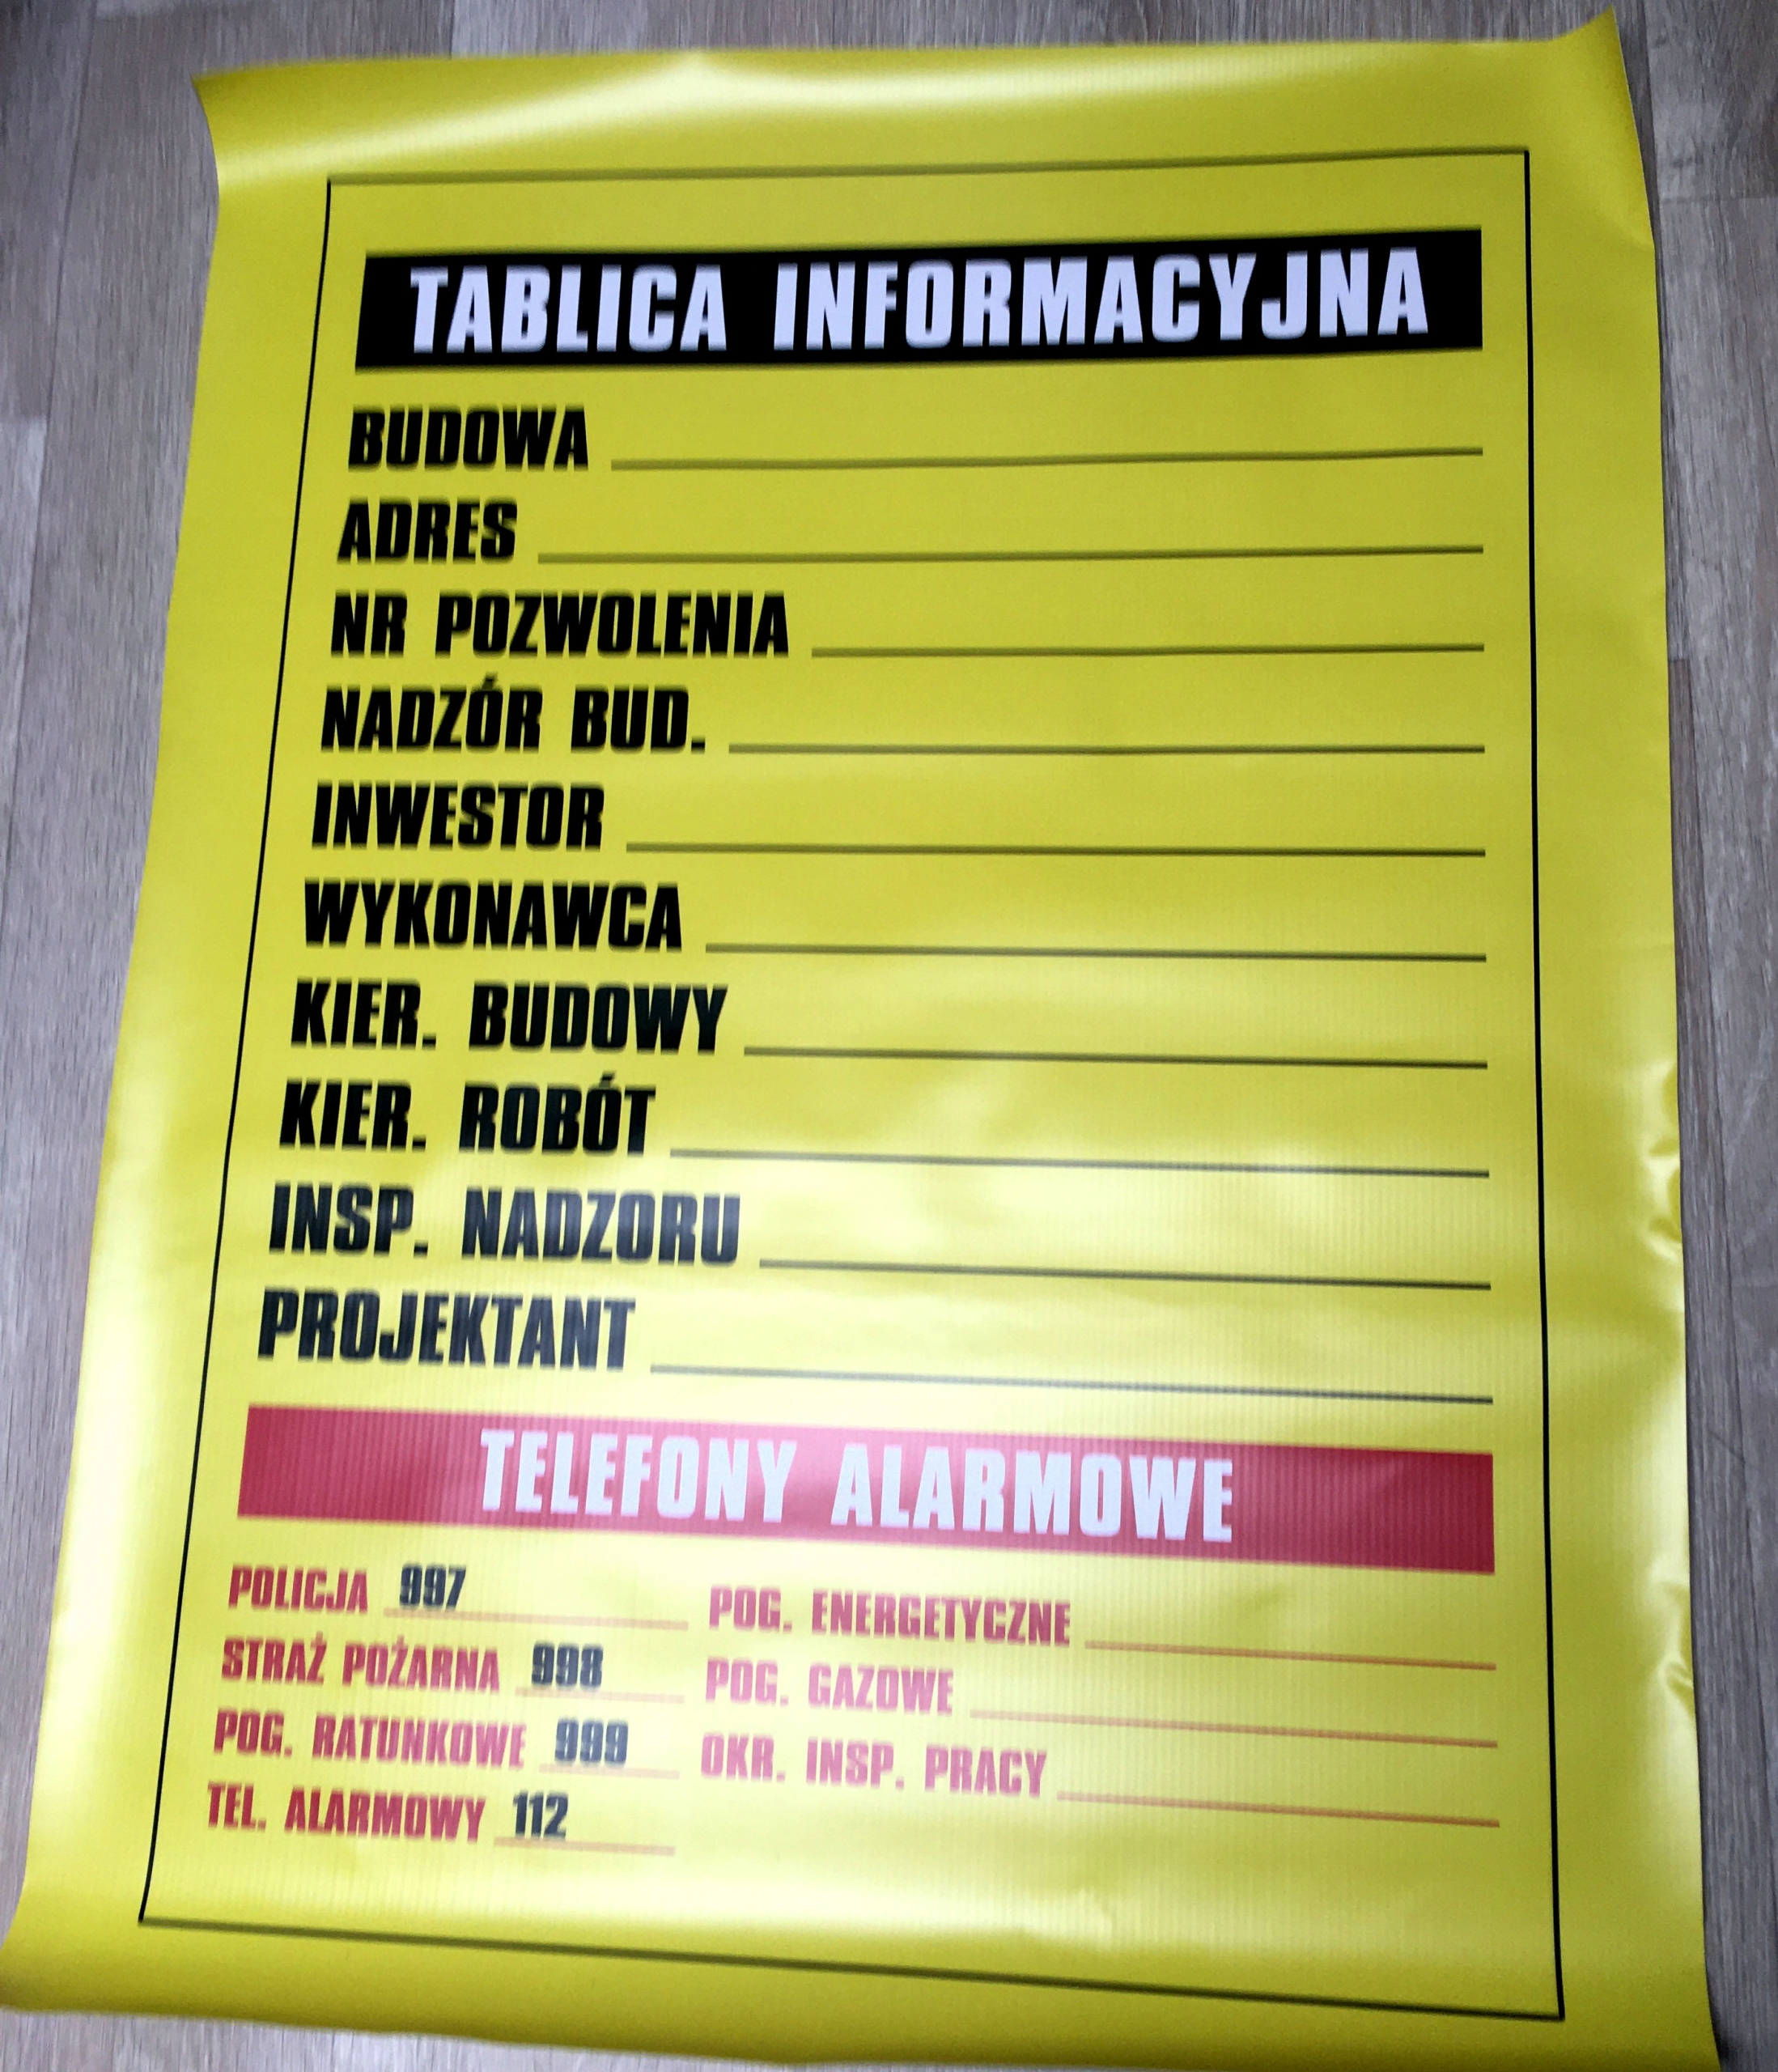 TABLICA INFORMACYJNA
BUDOWA
ADRES
NR POZWOLENIA
NADZÓR BUD.
INWESTOR
WYKONAWCA
KIER. BUDOWY
KIER. ROBÓT
INSP. NADZORU
PROJEKTANT
TELEFONY ALARMOWE
POLICJA 997 POG. ENERGETYCZNE
STRAŻ POŻARNA 998 POG. GAZOWE
POG. RATUNKOWE 999 OKR. INSP. PRACY
TEL. ALARMOWY 112